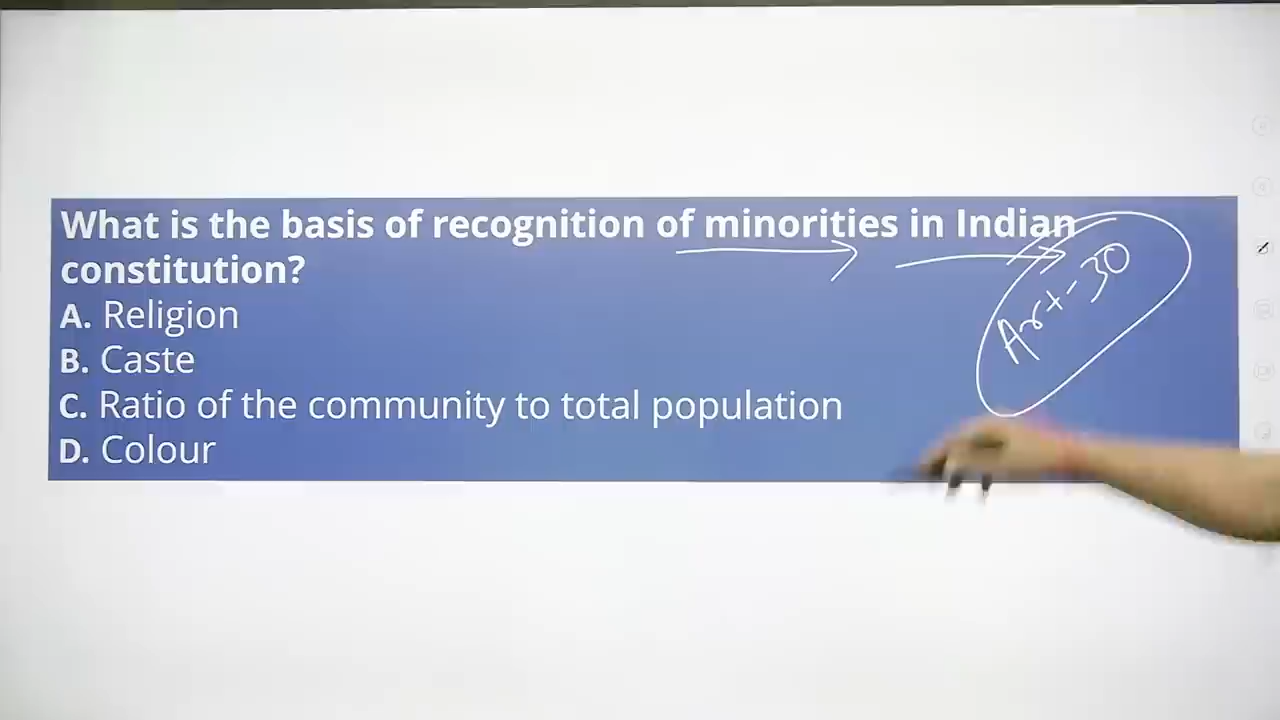 What is the basis of recognition of minorities in Indian
constitution?
A. Religion
B. Caste
C. Ratio of the community to total population
D. Colour
Art-30